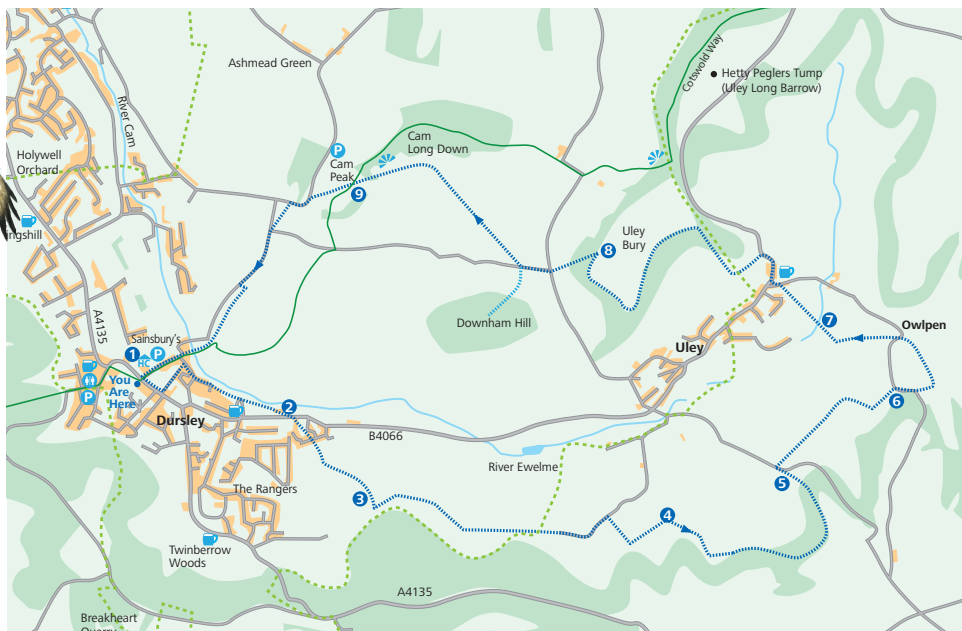 Ashmead Green
River Cam
Holywell
Orchard
ngshill
A4135
P
Cam
Peak
Cam
Long Down
9
Cotswold Way
Hetty Peglers Tump
(Uley Long Barrow)
Uley
Bury
8
Downham Hill
Uley
7
Owlpen
6
5
4
Sainsbury's
1
HC
P
You
Are
Here
P
Dursley
2
B4066
River Ewelme
3
The Rangers
Twinberrow
Woods
A4135
Breakheart
Quarry